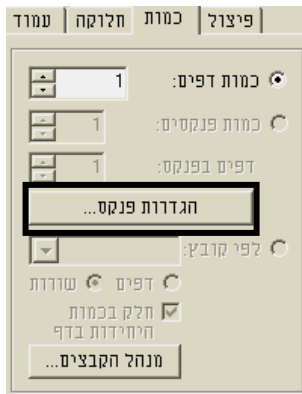 פיצול כמות חלוקה עמוד
כמות דפים: 1
כמות פנקסים: 1
דפים בפנקס: 1
הגדרות פנקס...
לפי קובץ:
דפים שורות
חלק בכמות
היחידות בדף
מנהל הקבצים...